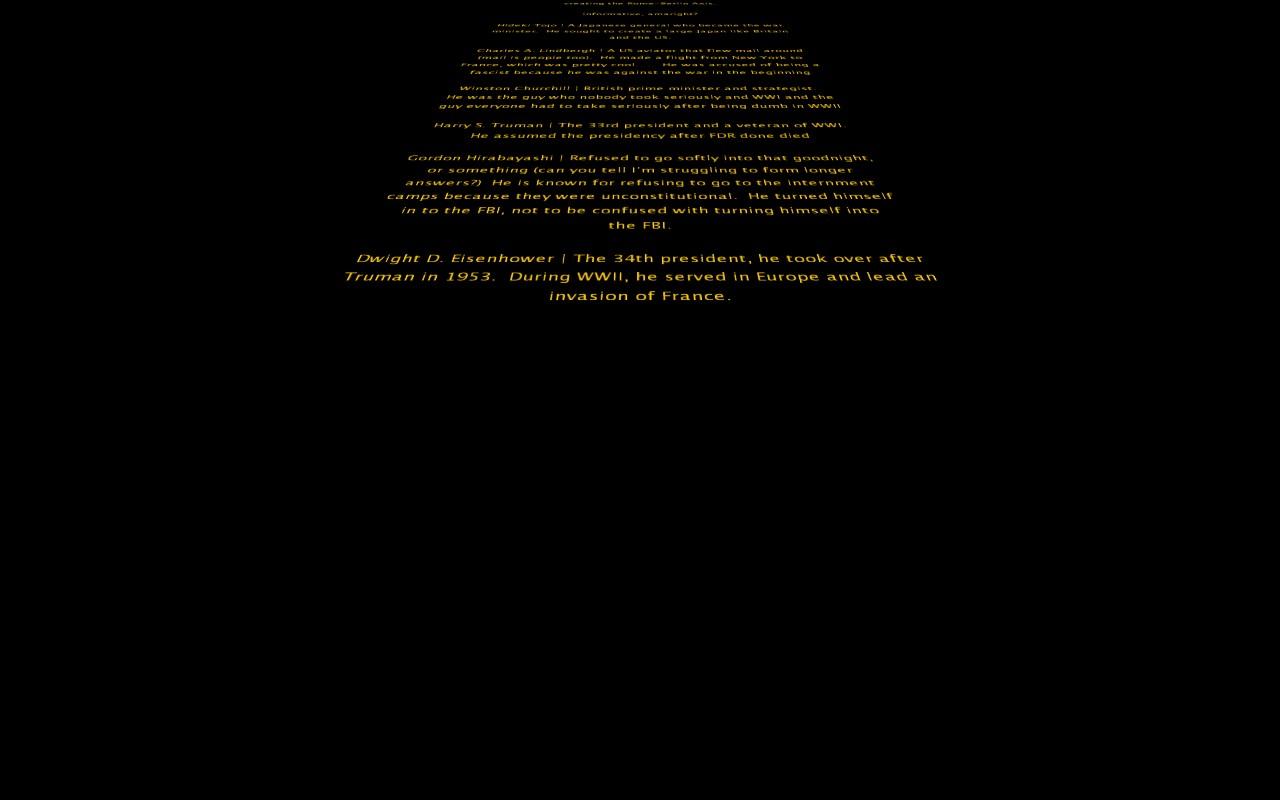 creating the Rome-Berlin Axis.
informative, amaright?
Hideki Tojo | A Japanese general who became the war
minister.  He sought to create a large Japan like Britain
and the US.
Charles A. Lindbergh | A US aviator that flew mail around
(mail is people too).  He made a flight from New York to
France, which was pretty cool.      He was accused of being a
fascist because he was against the war in the beginning
Winston Churchill | British prime minister and strategist.
He was the guy who nobody took seriously and WWI and the
guy everyone had to take seriously after being dumb in WWII
Harry S. Truman | The 33rd president and a veteran of WWI.
He assumed the presidency after FDR done died
Gordon Hirabayashi | Refused to go softly into that goodnight,
or something (can you tell I'm struggling to form longer
answers?)  He is known for refusing to go to the internment
camps because they were unconstitutional.  He turned himself
in to the FBI, not to be confused with turning himself into
the FBI.
Dwight D. Eisenhower | The 34th president, he took over after
Truman in 1953.  During WWII, he served in Europe and lead an
invasion of France.